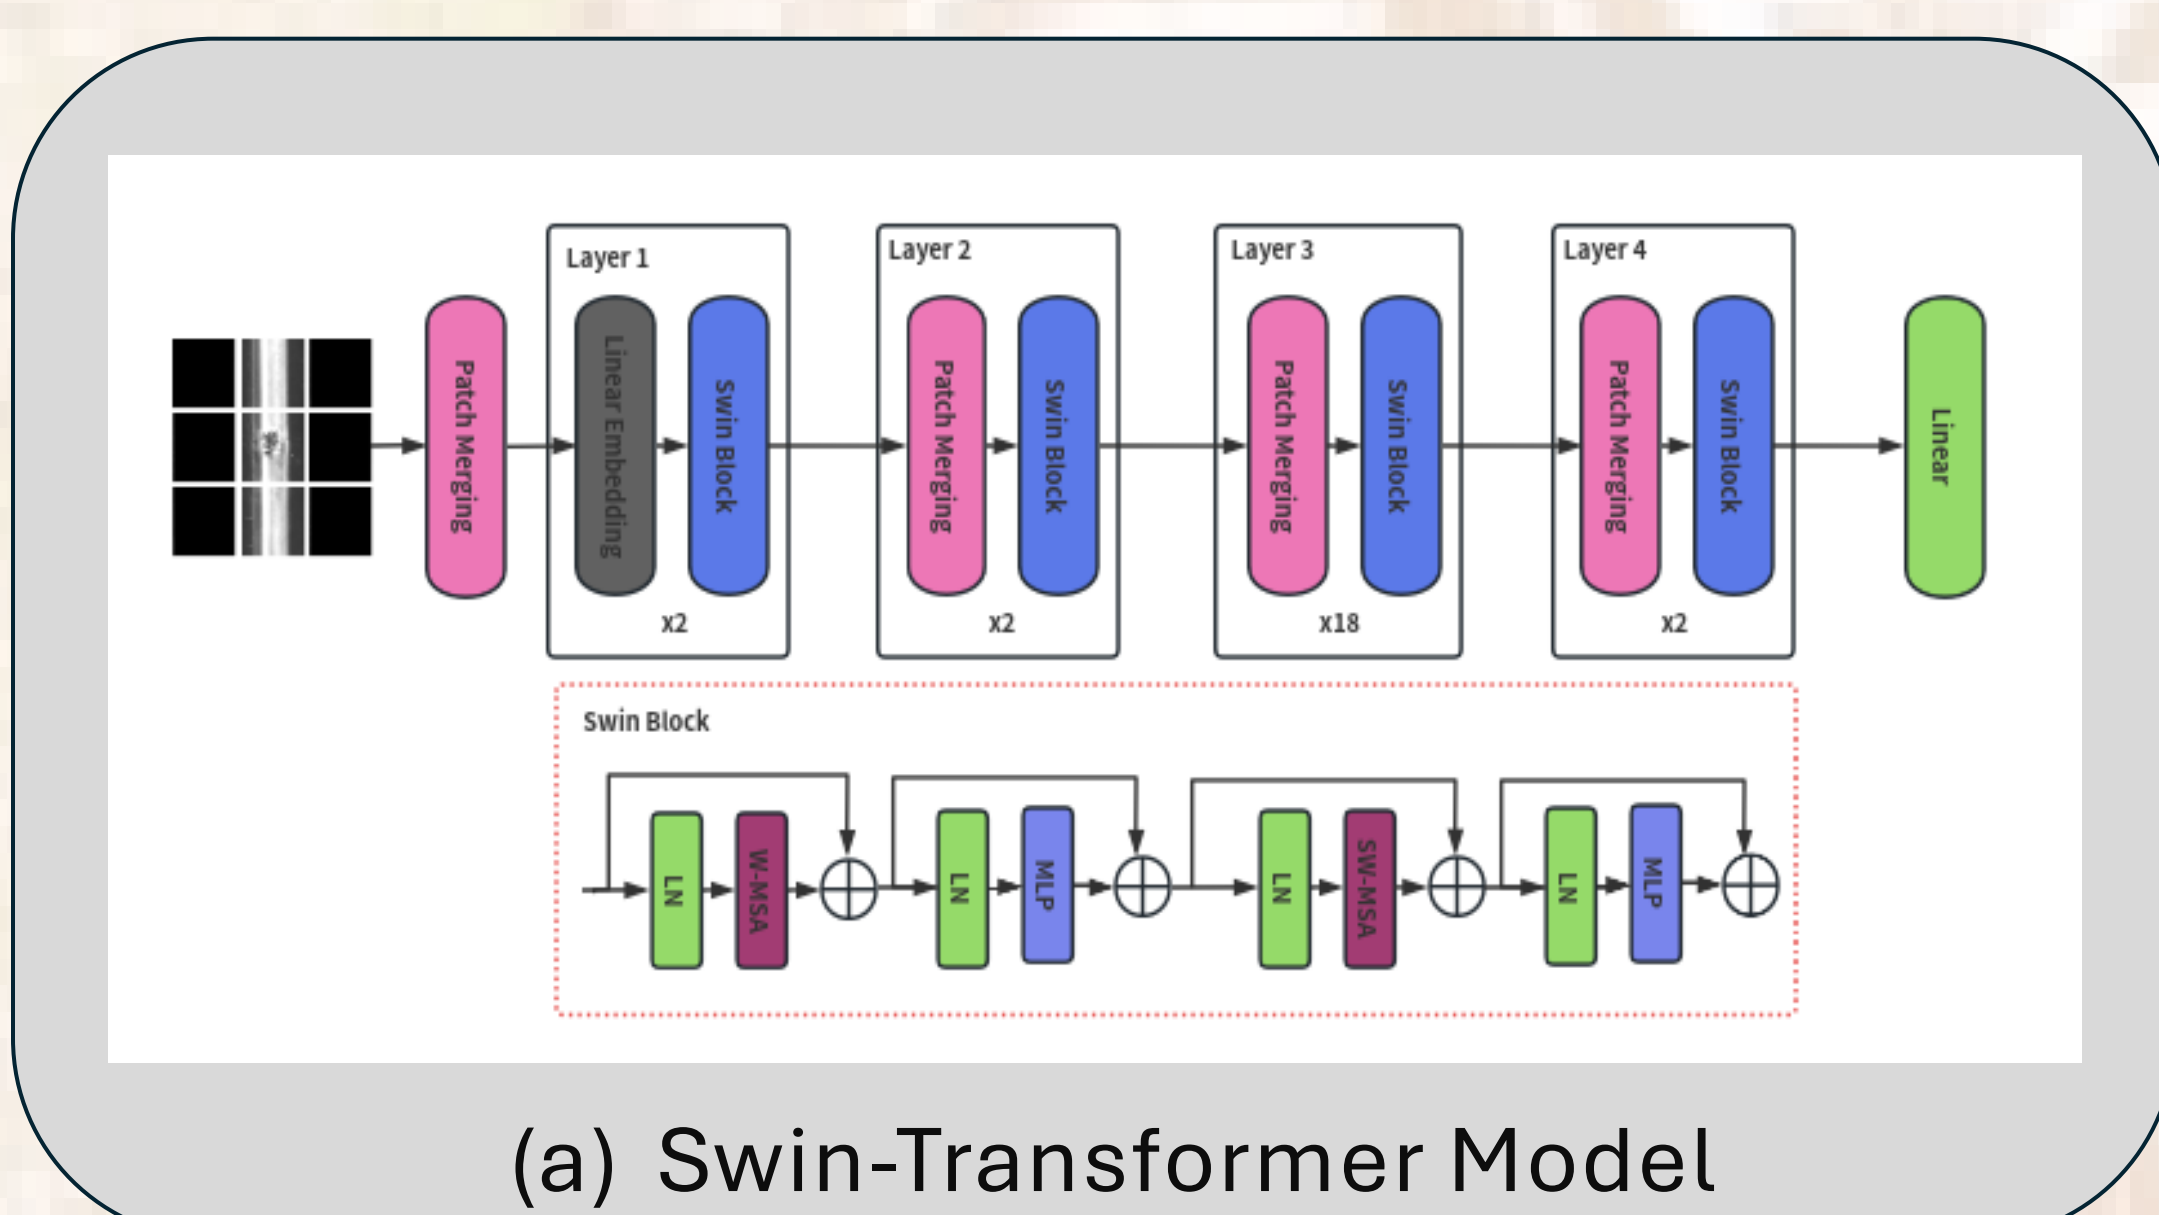 Layer 1
Layer 2
Layer 3
Layer 4
Patch Merging
Linear Embedding
Swin Block
Patch Merging
Swin Block
Patch Merging
Swin Block
Patch Merging
Swin Block
Linear
x2
x2
x18
x2
Swin Block
LN
W-MSA
LN
MLP
LN
SW-MSA
LN
MLP
(a) Swin-Transformer Model